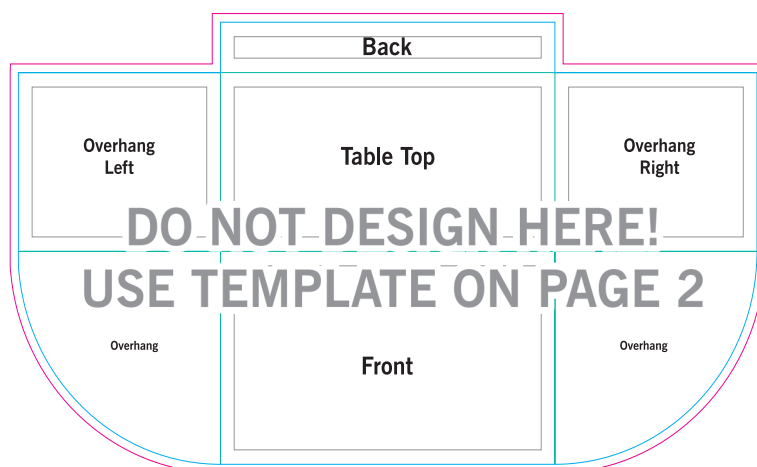 Back
Overhang
Left
Table Top
Overhang
Right
DO NOT DESIGN HERE!
USE TEMPLATE ON PAGE 2
Overhang
Front
Overhang